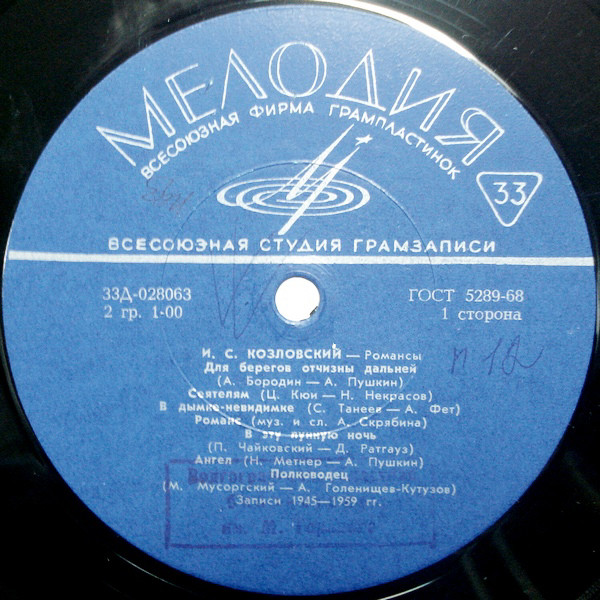 МЕЛОДИЯ
ВСЕСОЮЗНАЯ ФИРМА ГРАМПЛАСТИНОК
33
ВСЕСОЮЗНАЯ СТУДИЯ ГРАМЗАПИСИ
33Д-028063
2 гр. 1-00
ГОСТ 5289-68
1 сторона
И. С. КОЗЛОВСКИЙ — Романсы
Для берегов отчизны дальней
(А. Бородин — А. Пушкин)
Сеятелям (Ц. Кюи — Н. Некрасов)
В дымке-невидимке (С. Танеев — А. Фет)
Романс (муз. и сл. А. Скрябина)
В эту лунную ночь
(П. Чайковский — Д. Ратгауз)
Ангел (Н. Метнер — А. Пушкин)
Полководец
(М. Мусоргский — А. Голенищев-Кутузов)
Записи 1945—1959 гг.